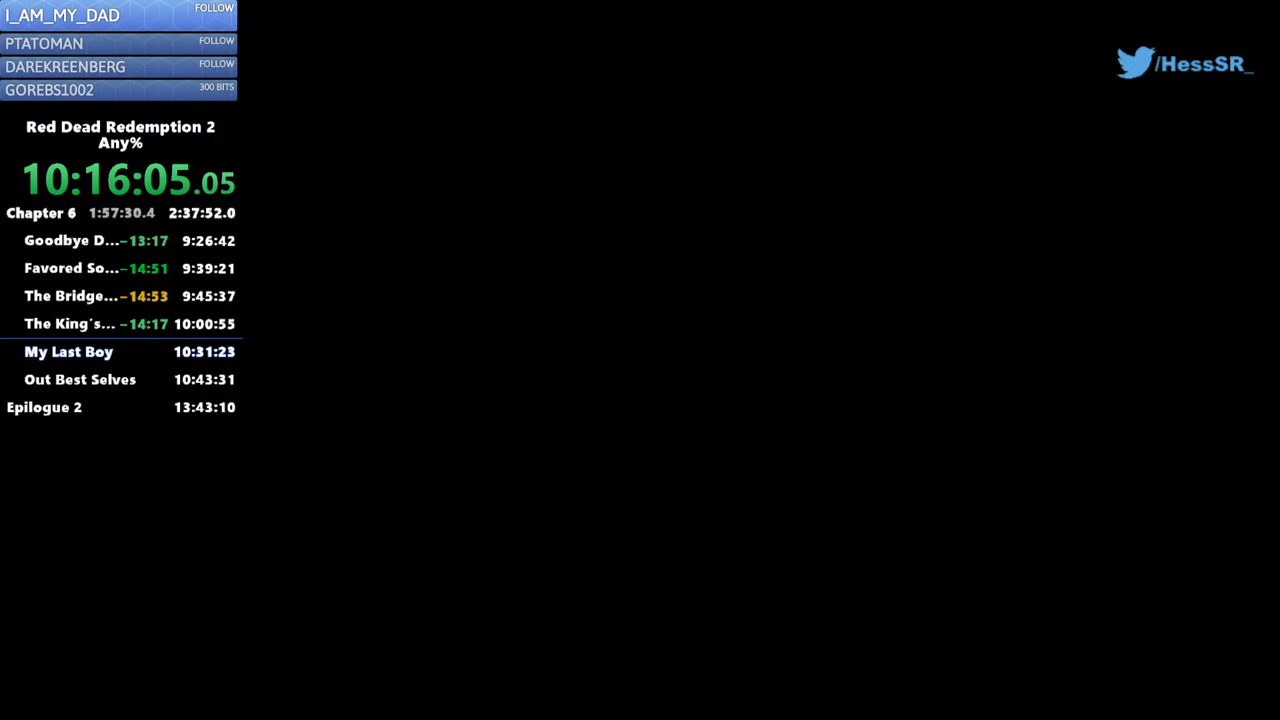 I_AM_MY_DAD FOLLOW
PTATOMAN FOLLOW
DAREKREENBERG FOLLOW
GOREBS1002 300 BITS
/HessSR_
Red Dead Redemption 2
Any%
10:16:05.05
Chapter 6 1:57:30.4 2:37:52.0
Goodbye D... -13:17 9:26:42
Favored So... -14:51 9:39:21
The Bridge... -14:53 9:45:37
The King's... -14:17 10:00:55
My Last Boy 10:31:23
Out Best Selves 10:43:31
Epilogue 2 13:43:10